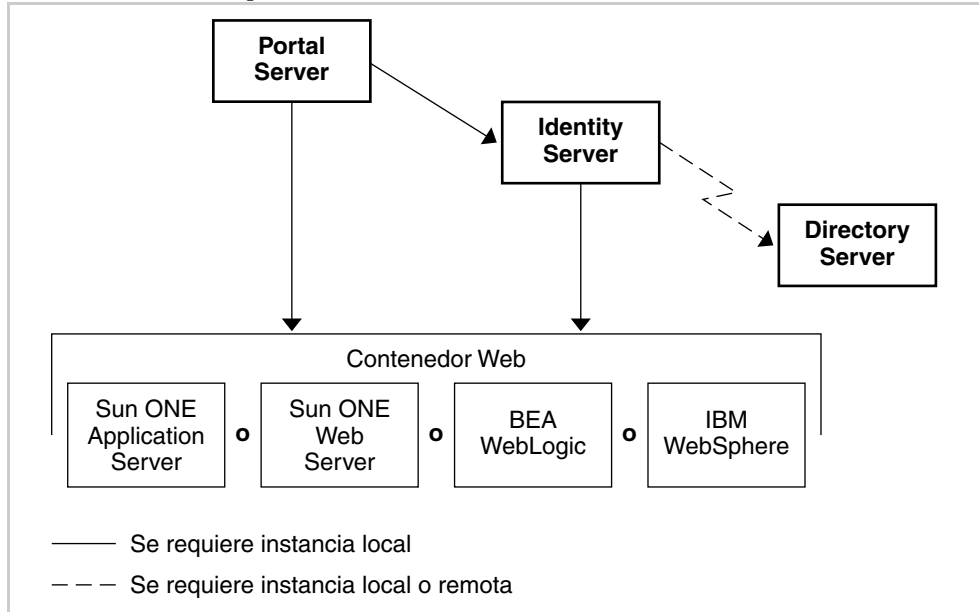 Portal
Server
Identity
Server
Directory
Server
Contenedor Web
Sun ONE
Application
Server
o
Sun ONE
Web
Server
o
BEA
WebLogic
o
IBM
WebSphere
Se requiere instancia local
Se requiere instancia local o remota